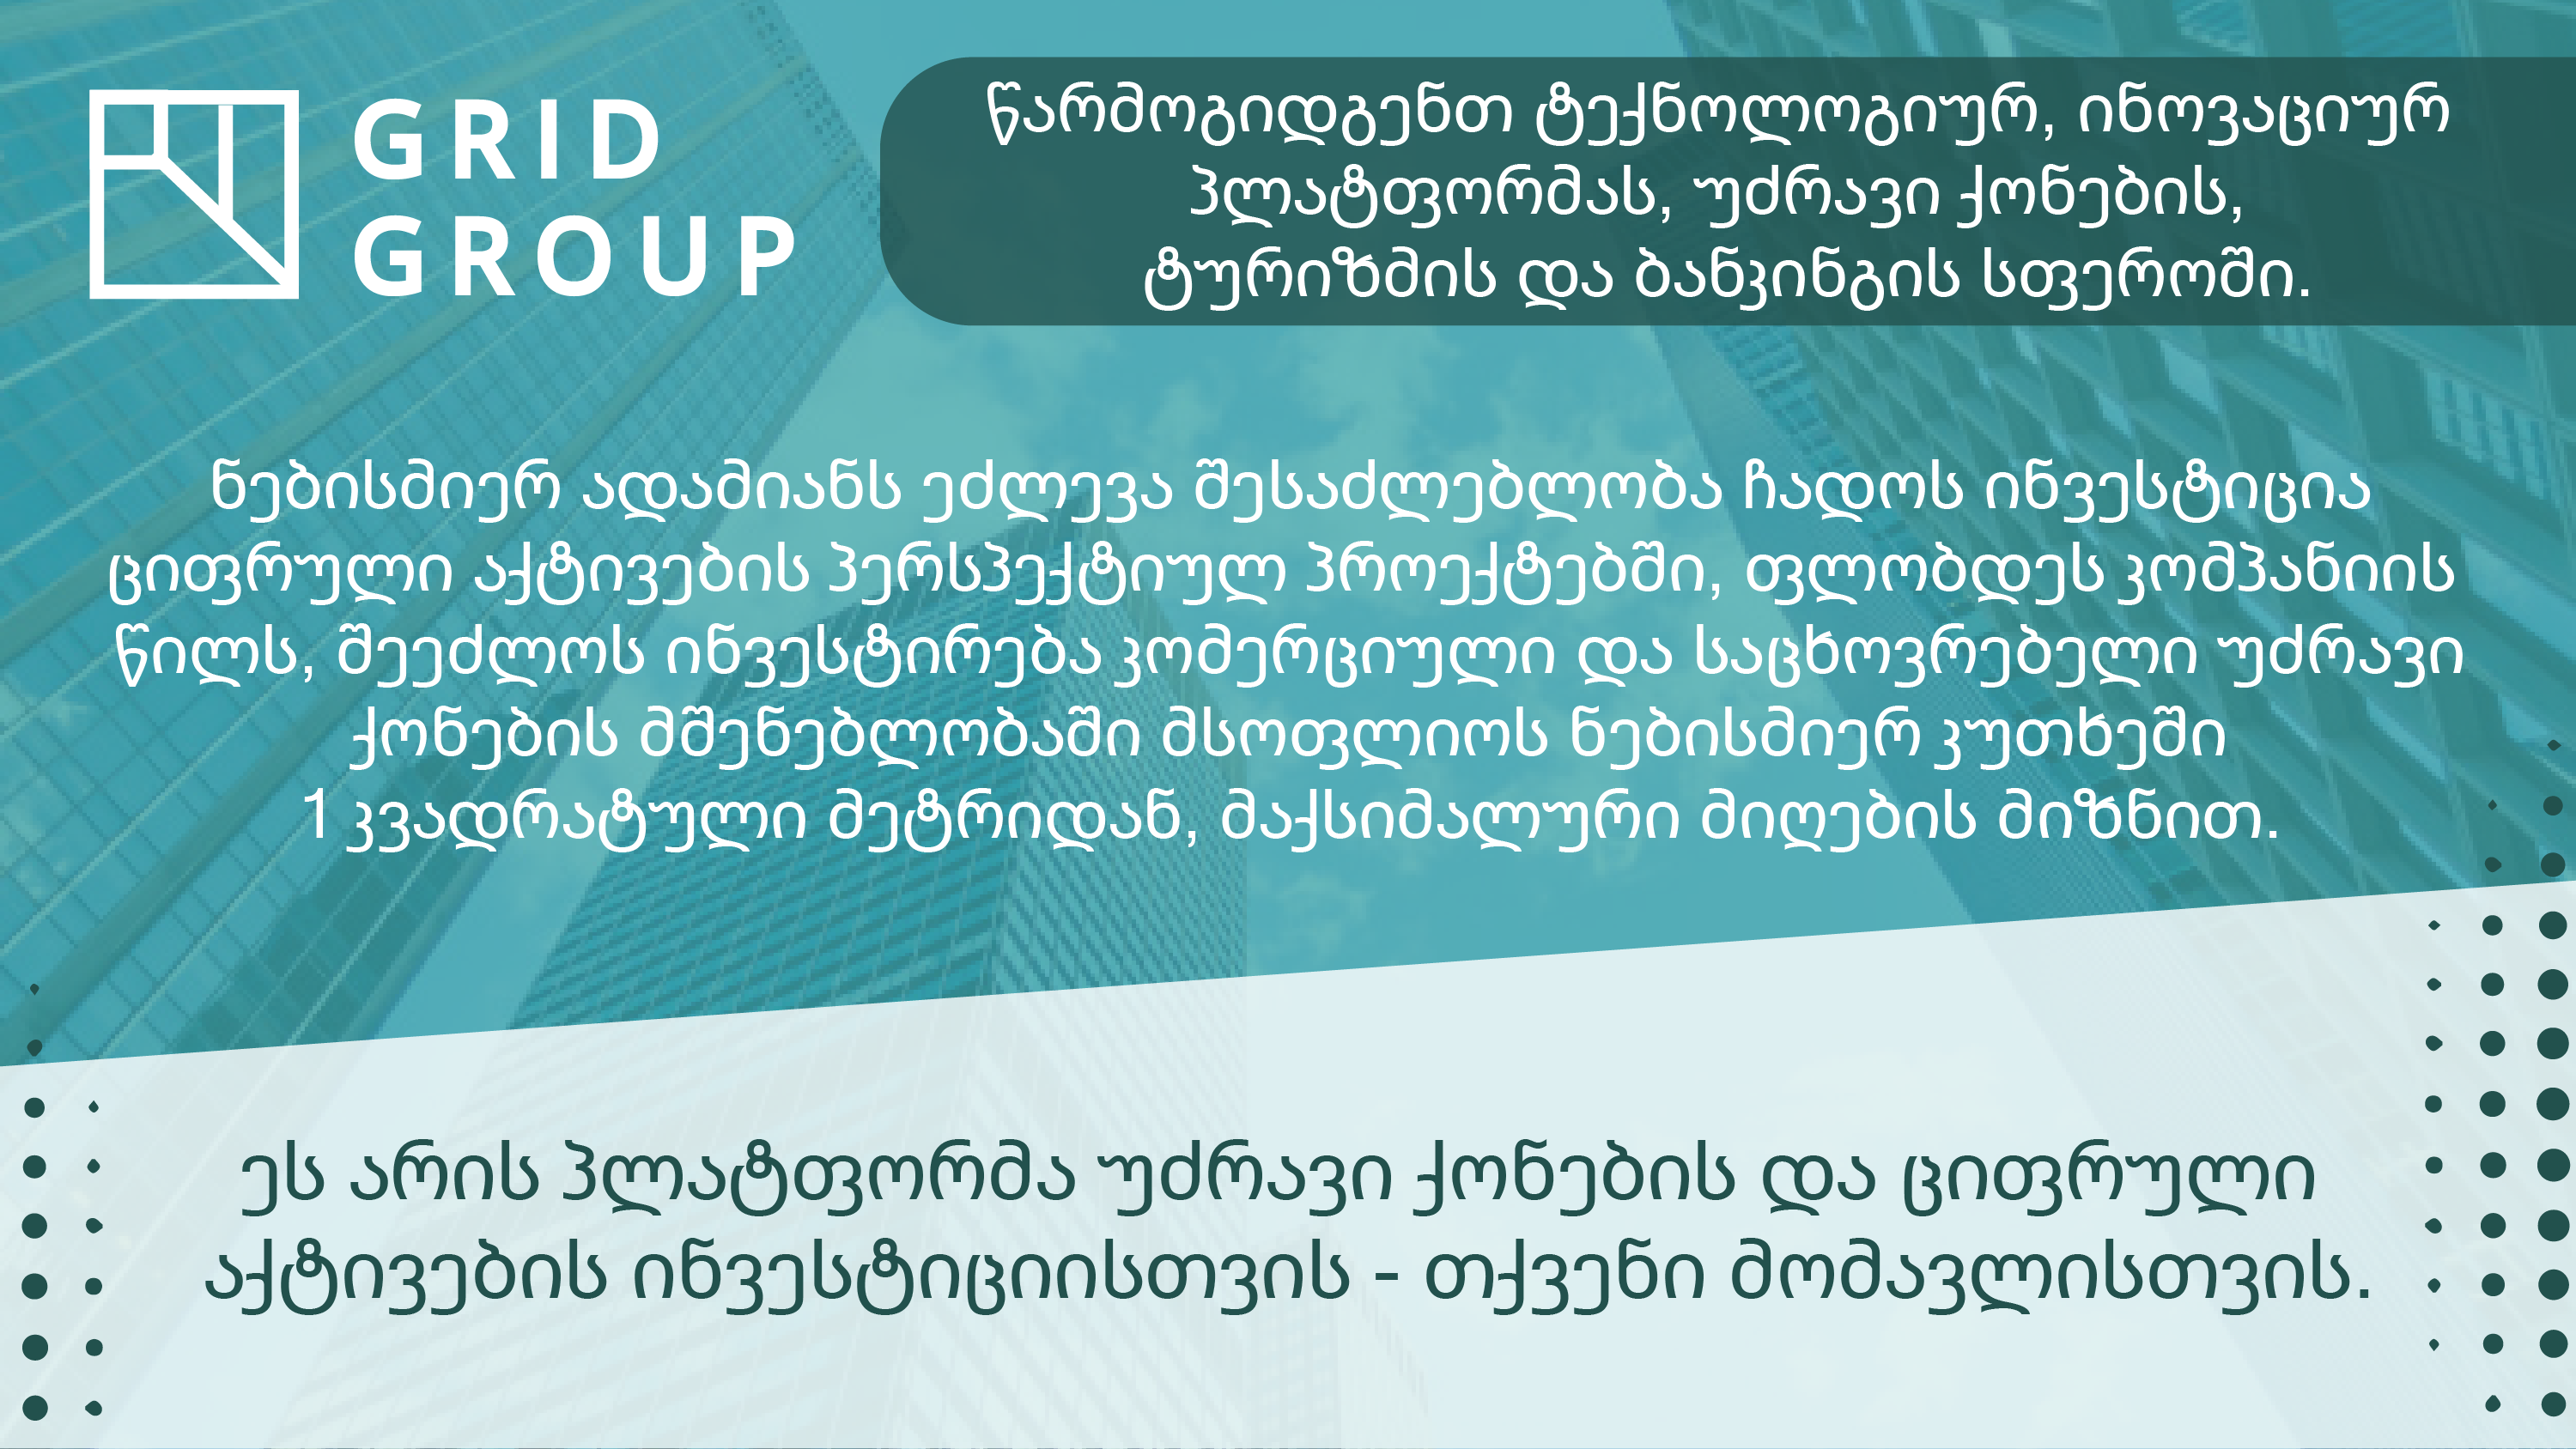 GRID
GROUP
წარმოგიდგენთ ტექნოლოგიურ, ინოვაციურ
პლატფორმას, უძრავი ქონების,
ტურიზმის და ბანკინგის სფეროში.
ნებისმიერ ადამიანს ეძლევა შესაძლებლობა ჩადოს ინვესტიცია
ციფრული აქტივების პერსპექტიულ პროექტებში, ფლობდეს კომპანიის
წილს, შეეძლოს ინვესტირება კომერციული და საცხოვრებელი უძრავი
ქონების მშენებლობაში მსოფლიოს ნებისმიერ კუთხეში
1 კვადრატული მეტრიდან, მაქსიმალური მიღების მიზნით.
ეს არის პლატფორმა უძრავი ქონების და ციფრული
აქტივების ინვესტიციისთვის - თქვენი მომავლისთვის.